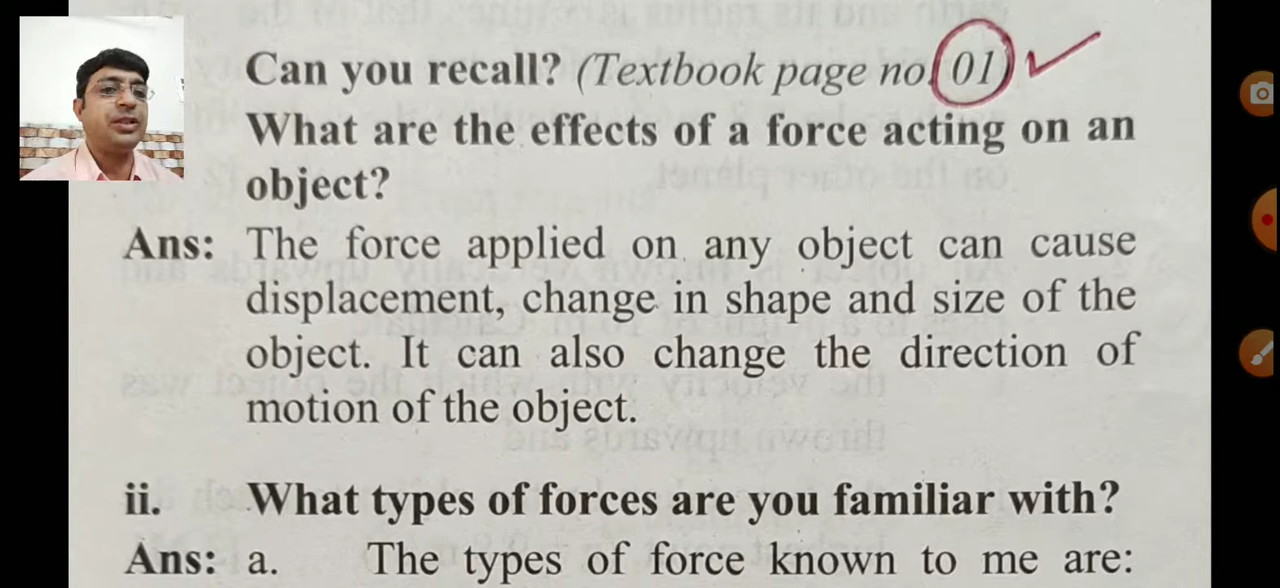 Can you recall? (Textbook page no 01)
What are the effects of a force acting on an
object?
Ans: The force applied on any object can cause
displacement, change in shape and size of the
object. It can also change the direction of
motion of the object.
ii. What types of forces are you familiar with?
Ans: a. The types of force known to me are: